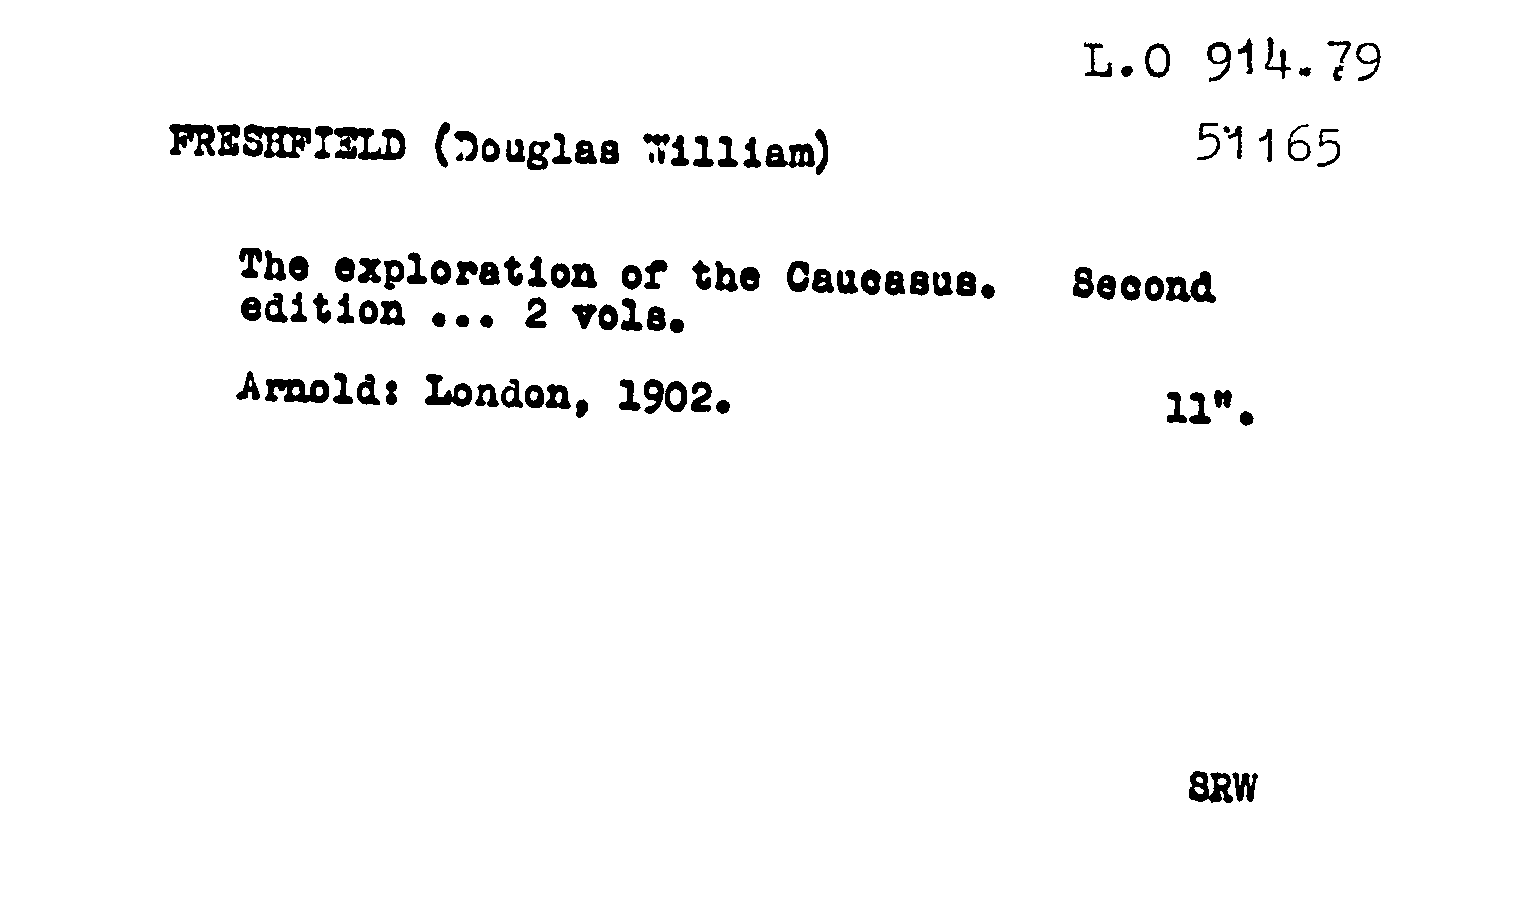 L.O 914.79
FRESHFIELD (Douglas William)
51165
The exploration of the Caucasus. Second
edition ... 2 vols.
Arnold: London, 1902.
11".
SRW